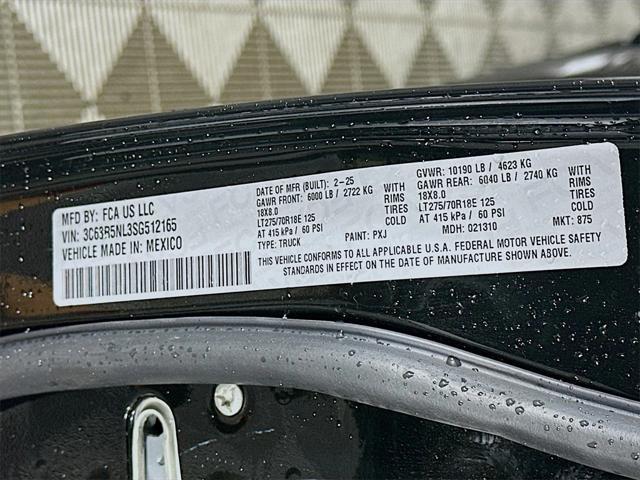 MFD BY: FCA US LLC
VIN: 3C63R5NL3SG512165
VEHICLE MADE IN: MEXICO
DATE OF MFR (BUILT): 2-25
GAWR FRONT: 6000 LB / 2722 KG WITH
18X8.0 RIMS
LT275/70R18E 125 TIRES
AT 415 kPA/ 60 PSI WITH
TYPE: TRUCK PAINT: PXJ
GVWR: 10190 LB / 4623 KG
GAWR REAR: 6040 LB / 2740 KG WITH
18X8.0 RIMS
LT275/70R18E 125 TIRES
AT 415 kPA / 60 PSI WITH
MDH: 021310 MKT: 875
THIS VEHICLE CONFORMS TO ALL APPLICABLE U.S.A. FEDERAL MOTOR VEHICLE SAFETY
STANDARDS IN EFFECT ON THE DATE OF MANUFACTURE SHOWN ABOVE.